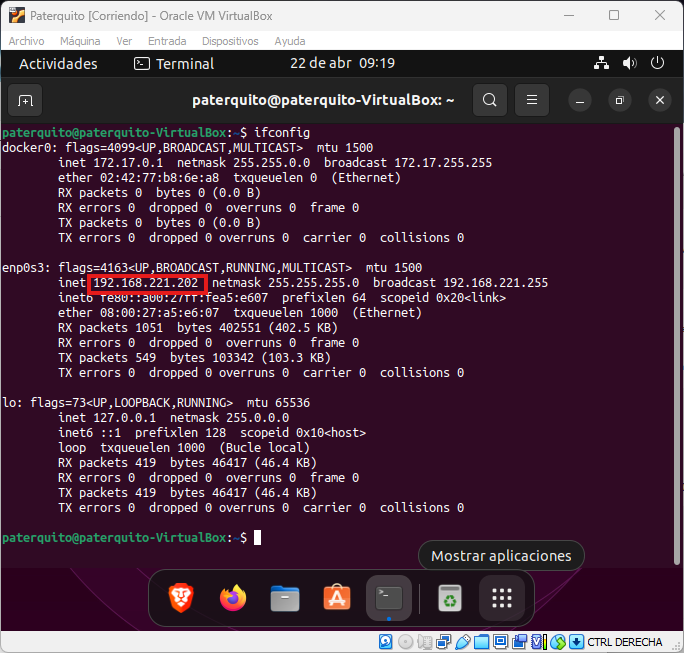 Paterquito [Corriendo] - Oracle VM VirtualBox
Archivo Máquina Ver Entrada Dispositivos Ayuda
Actividades Terminal 22 de abr 09:19
paterquito@paterquito-VirtualBox: ~
paterquito@paterquito-VirtualBox:~$ ifconfig
docker0: flags=4099<UP,BROADCAST,MULTICAST>  mtu 1500
        inet 172.17.0.1  netmask 255.255.0.0  broadcast 172.17.255.255
        ether 02:42:77:b8:6e:a8  txqueuelen 0  (Ethernet)
        RX packets 0  bytes 0 (0.0 B)
        RX errors 0  dropped 0  overruns 0  frame 0
        TX packets 0  bytes 0 (0.0 B)
        TX errors 0  dropped 0 overruns 0  carrier 0  collisions 0
enp0s3: flags=4163<UP,BROADCAST,RUNNING,MULTICAST>  mtu 1500
        inet 192.168.221.202  netmask 255.255.255.0  broadcast 192.168.221.255
        inet6 fe80::a00:27ff:fea5:e607  prefixlen 64  scopeid 0x20<link>
        ether 08:00:27:a5:e6:07  txqueuelen 1000  (Ethernet)
        RX packets 1051  bytes 402551 (402.5 KB)
        RX errors 0  dropped 0  overruns 0  frame 0
        TX packets 549  bytes 103342 (103.3 KB)
        TX errors 0  dropped 0 overruns 0  carrier 0  collisions 0
lo: flags=73<UP,LOOPBACK,RUNNING>  mtu 65536
        inet 127.0.0.1  netmask 255.0.0.0
        inet6 ::1  prefixlen 128  scopeid 0x10<host>
        loop  txqueuelen 1000  (Bucle local)
        RX packets 419  bytes 46417 (46.4 KB)
        RX errors 0  dropped 0  overruns 0  frame 0
        TX packets 419  bytes 46417 (46.4 KB)
        TX errors 0  dropped 0 overruns 0  carrier 0  collisions 0
paterquito@paterquito-VirtualBox:~$
Mostrar aplicaciones
CTRL DERECHA